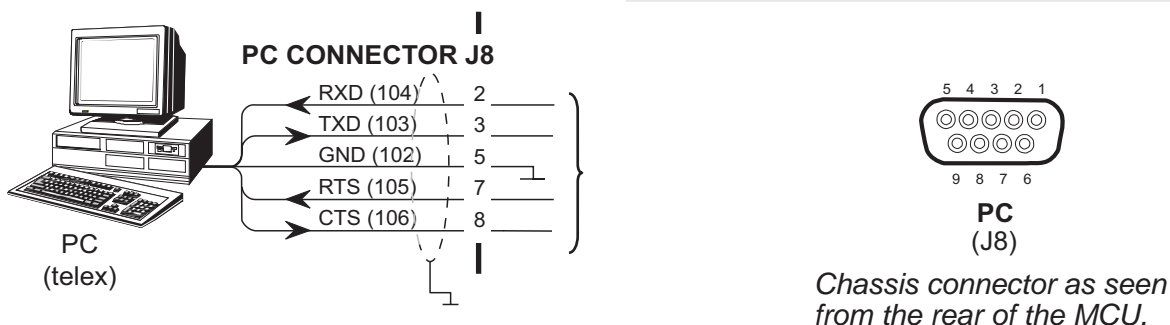 PC CONNECTOR J8
RXD (104) 2
TXD (103) 3
GND (102) 5
RTS (105) 7
CTS (106) 8
PC
(telex)
5 4 3 2 1
9 8 7 6
PC
(J8)
Chassis connector as seen
from the rear of the MCU.